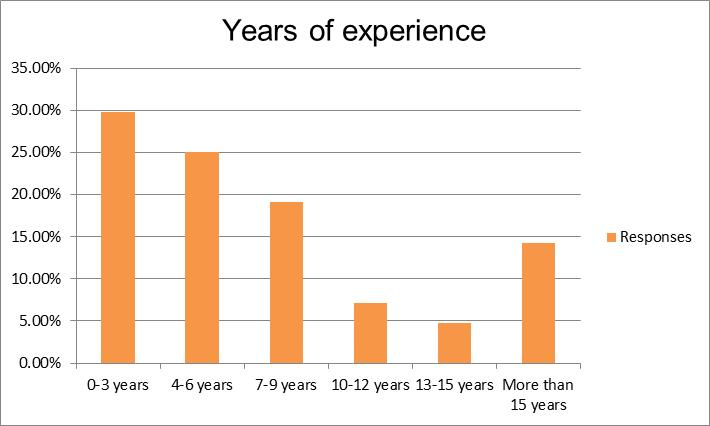 Years of experience
35.00%
30.00%
25.00%
20.00%
15.00%
10.00%
5.00%
0.00%
0-3 years
4-6 years
7-9 years
10-12 years
13-15 years
More than
15 years
Responses